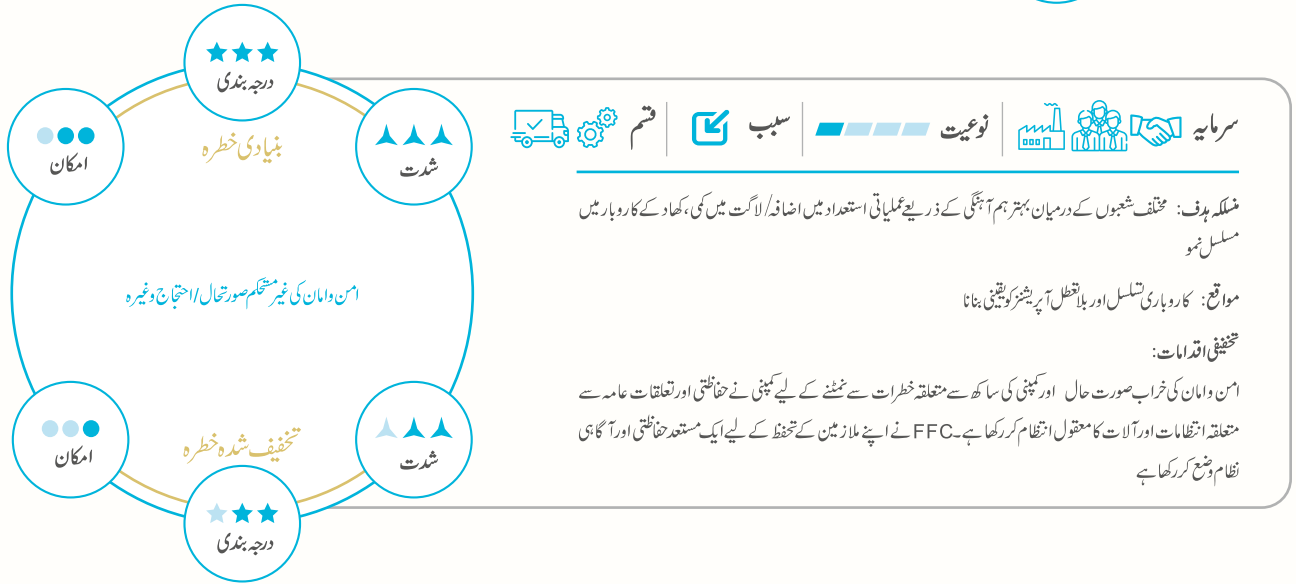 درجہ بندی
امکان
بنیادی خطرہ
شدت
امن وامان کی غیر مستحکم صورتحال/احتجاج وغیرہ
امکان
تخفیف شدہ خطرہ
شدت
درجہ بندی
سرمایہ
نوعیت
سبب
قسم
منسلکہ ہدف: مختلف شعبوں کے درمیان بہتر ہم آہنگی کے ذریعے عملیاتی استعداد میں اضافہ/ لاگت میں کمی، کھاد کے کاروبار میں
مسلسل نمو
مواقع: کاروباری تسلسل اور بلا تعطل آپریشنز کو یقینی بنانا
تخفیفی اقدامات:
امن وامان کی خراب صورت حال اور کمپنی کی ساکھ سے متعلقہ خطرات سے نمٹنے کے لیے کمپنی نے حفاظتی اور تعلقات عامہ سے
متعلقہ انتظامات اور آلات کا معقول انتظام کر رکھا ہے۔FFC نے اپنے ملازمین کے تحفظ کے لیے ایک مستعد حفاظتی اور آگاہی
نظام وضع کر رکھا ہے